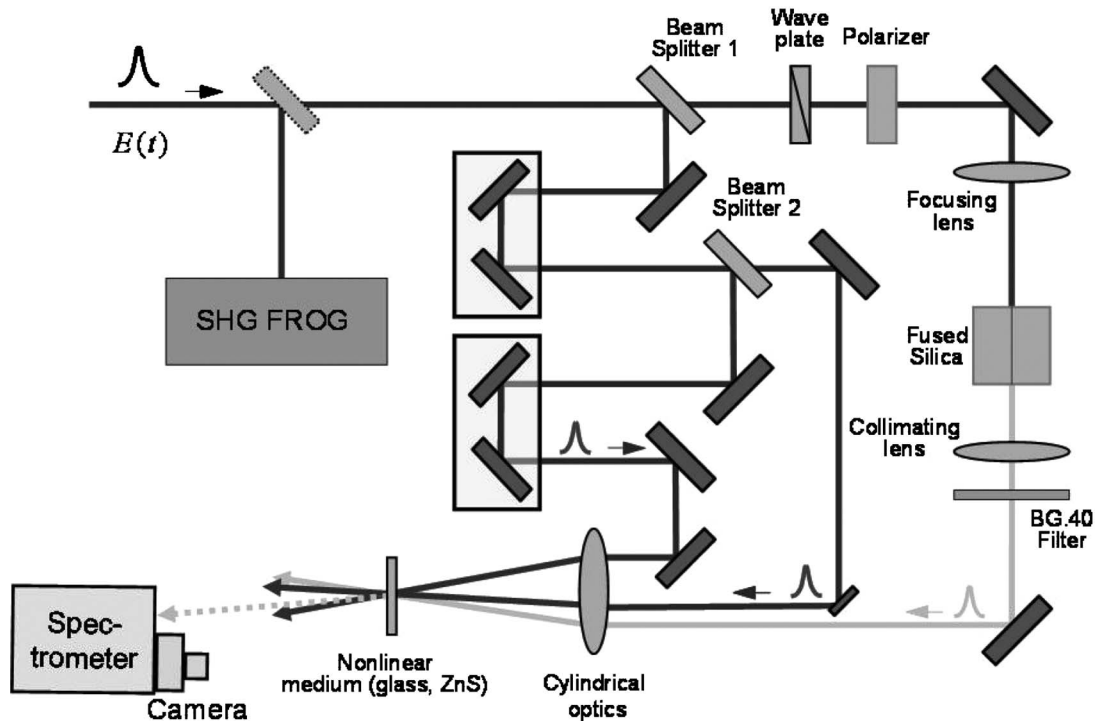 Wave
plate
Polarizer
Beam
Splitter 1
E(t)
Beam
Splitter 2
Focusing
lens
SHG FROG
Fused
Silica
Collimating
lens
BG.40
Filter
Spec-
trometer
Camera
Nonlinear
medium (glass, ZnS)
Cylindrical
optics